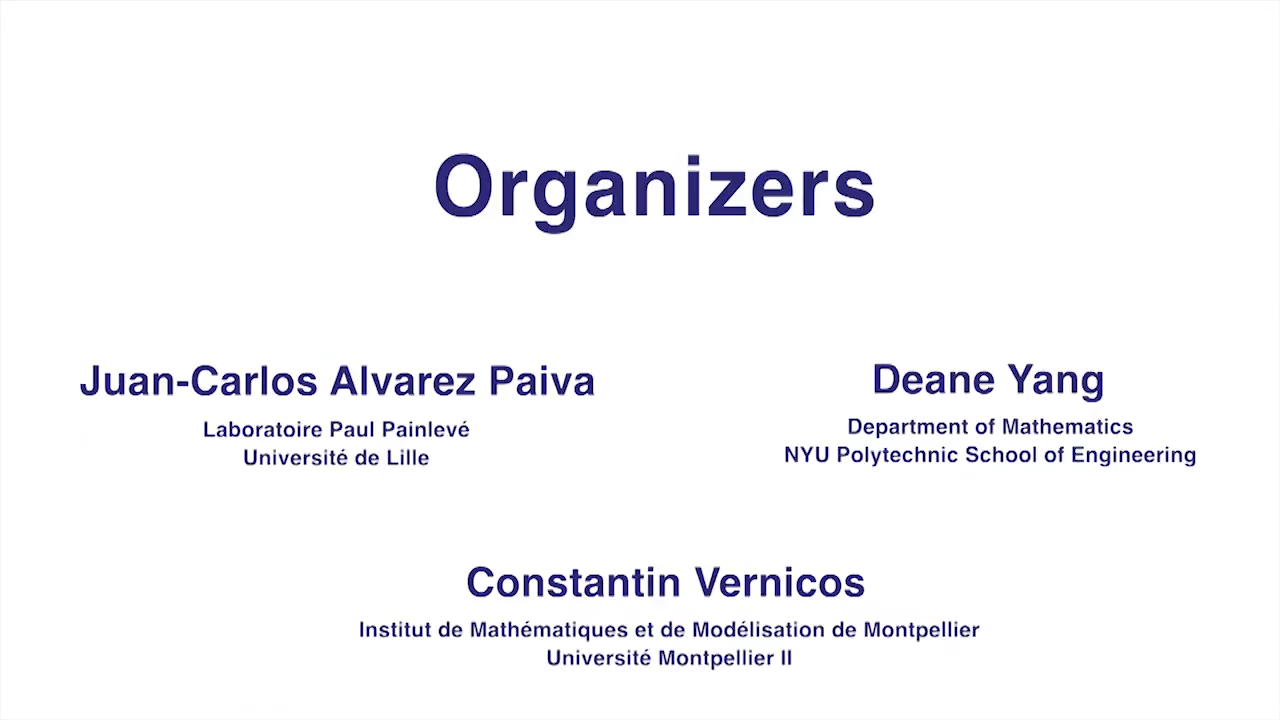 Organizers
Juan-Carlos Alvarez Paiva
Laboratoire Paul Painlevé
Université de Lille
Deane Yang
Department of Mathematics
NYU Polytechnic School of Engineering
Constantin Vernicos
Institut de Mathématiques et de Modélisation de Montpellier
Université Montpellier II